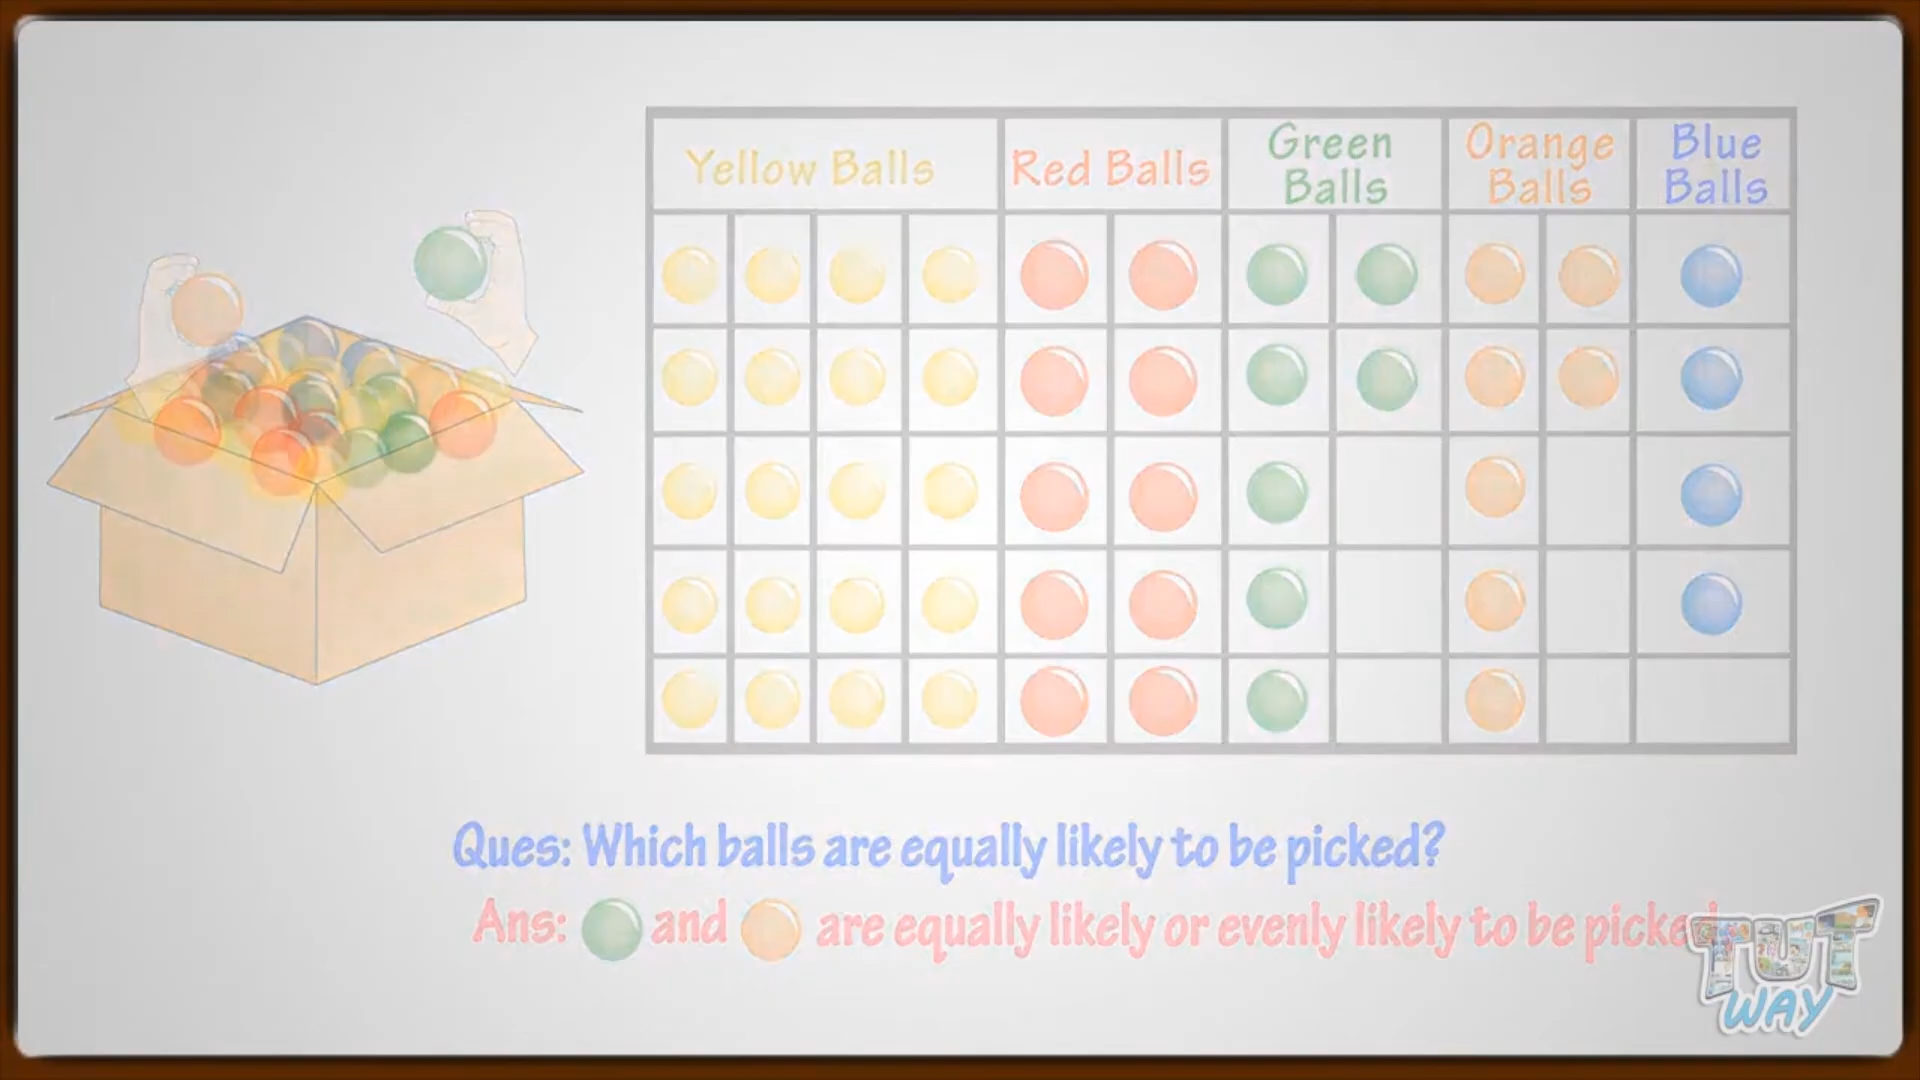 Yellow Balls
Red Balls
Green
Balls
Orange
Balls
Blue
Balls
Ques: Which balls are equally likely to be picked?
Ans: and are equally likely or evenly likely to be picked
TUT
WAY